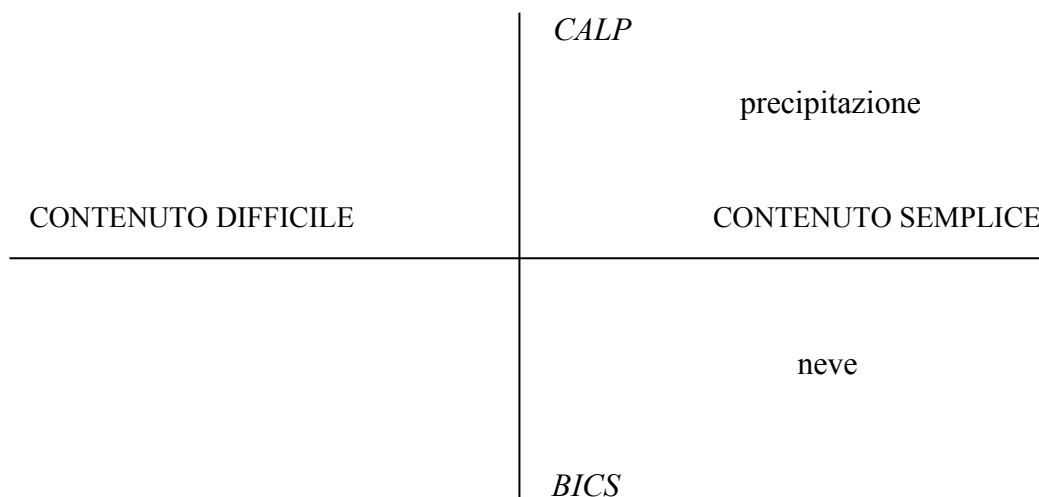 CALP
precipitazione
CONTENUTO DIFFICILE
CONTENUTO SEMPLICE
neve
BICS